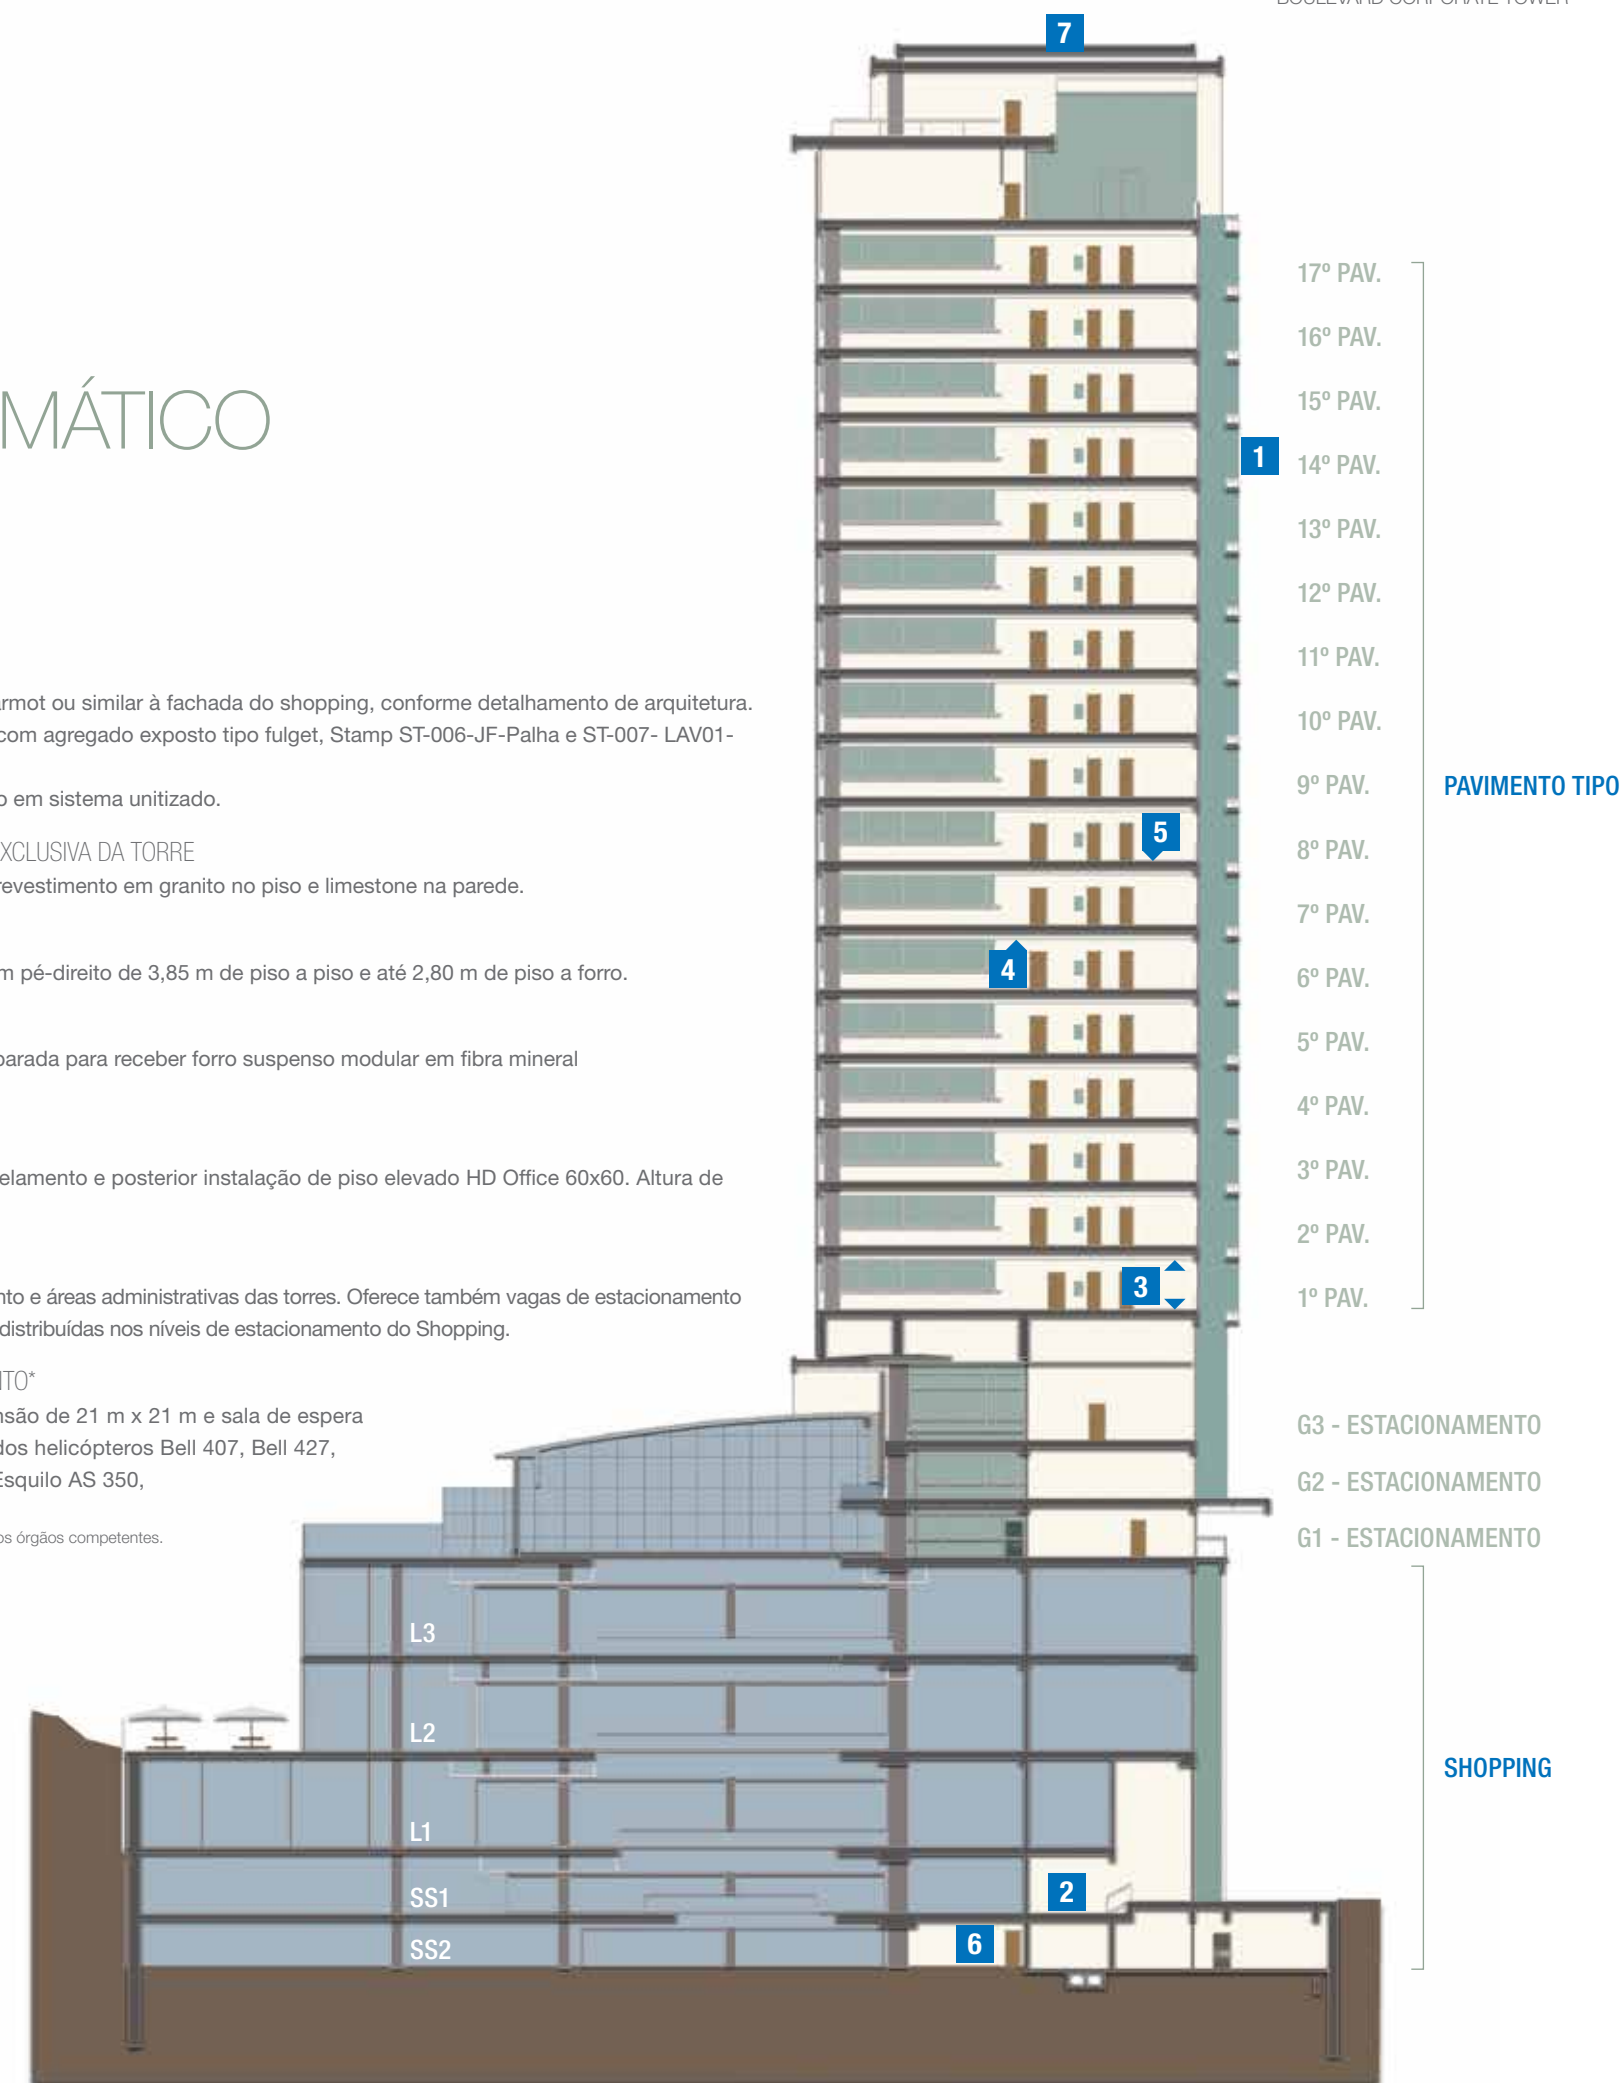 BOULEVARD CORPORATE TOWER
7
17º PAV.
16º PAV.
15º PAV.
MÁTICO
1
14º PAV.
13º PAV.
12º PAV.
11º PAV.
ou similar à fachada do shopping, conforme detalhamento de arquitetura.
10º PAV.
com agregado exposto tipo fulget, Stamp ST-006-JF-Palha e ST-007- LAV01-
9º PAV.
PAVIMENTO TIPO
o em sistema unitizado.
5
8º PAV.
XCLUSIVA DA TORRE
revestimento em granito no piso e limestone na parede.
7º PAV.
4
6º PAV.
m pé-direito de 3,85 m de piso a piso e até 2,80 m de piso a forro.
5º PAV.
parada para receber forro suspenso modular em fibra mineral
4º PAV.
3º PAV.
elamento e posterior instalação de piso elevado HD Office 60x60. Altura de
2º PAV.
3
1º PAV.
nto e áreas administrativas das torres. Oferece também vagas de estacionamento
distribuídas nos níveis de estacionamento do Shopping.
NTO*
nsão de 21 m x 21 m e sala de espera
dos helicópteros Bell 407, Bell 427,
Esquilo AS 350,
os órgãos competentes.
G3 - ESTACIONAMENTO
G2 - ESTACIONAMENTO
G1 - ESTACIONAMENTO
L3
L2
SHOPPING
L1
2
SS1
6
SS2